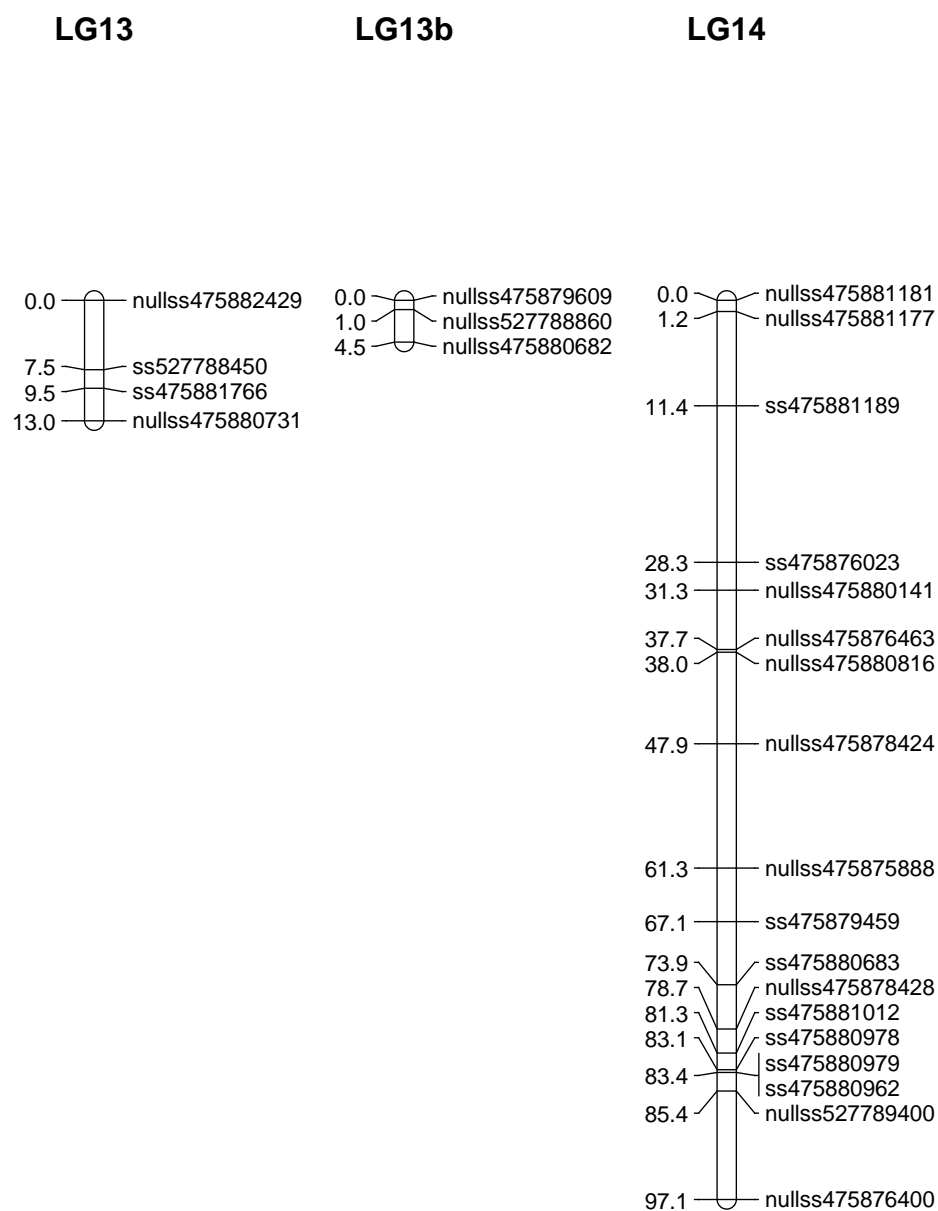 LG13
0.0 nullss475882429
7.5 ss527788450
9.5 ss475881766
13.0 nullss475880731
LG13b
0.0 nullss475879609
1.0 nullss527788860
4.5 nullss475880682
LG14
0.0 nullss475881181
1.2 nullss475881177
11.4 ss475881189
28.3 ss475876023
31.3 nullss475880141
37.7 nullss475876463
38.0 nullss475880816
47.9 nullss475878424
61.3 nullss475875888
67.1 ss475879459
73.9 ss475880683
78.7 nullss475878428
81.3 ss475881012
83.1 ss475880978
83.4 ss475880979
ss475880962
85.4 nullss527789400
97.1 nullss475876400